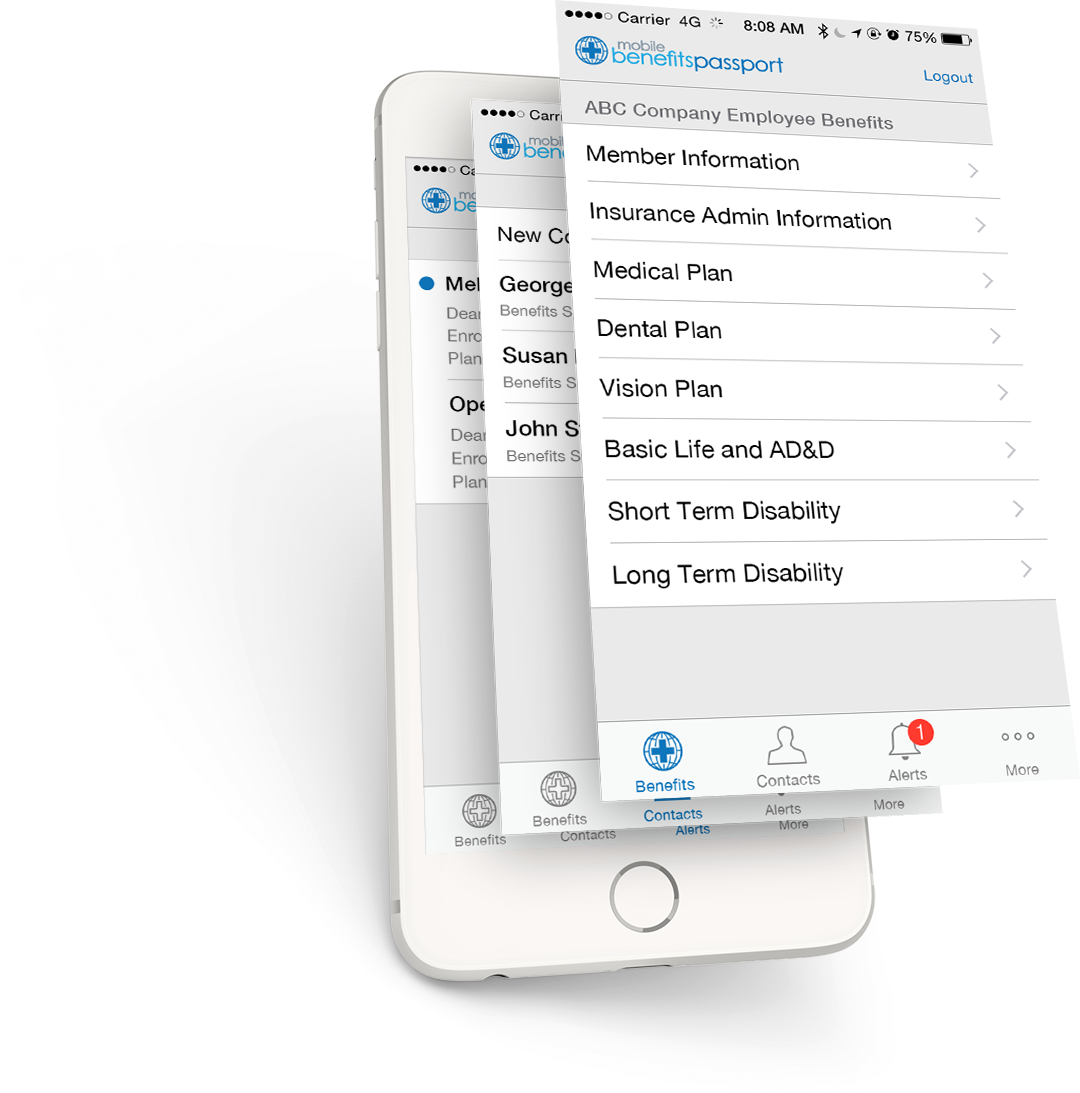 Carrier 4G 8:08 AM 75%
mobile
benefitspassport
Logout
ABC Company Employee Benefits
Member Information
Insurance Admin Information
Medical Plan
Dental Plan
Vision Plan
Basic Life and AD&D
Short Term Disability
Long Term Disability
Benefits
Contacts
1
Alerts
More
New
George
Benefits
Susan
Benefits
John
Benefits
Benefits
Contacts
Alerts
More
Benefits
Contacts
Alerts
More